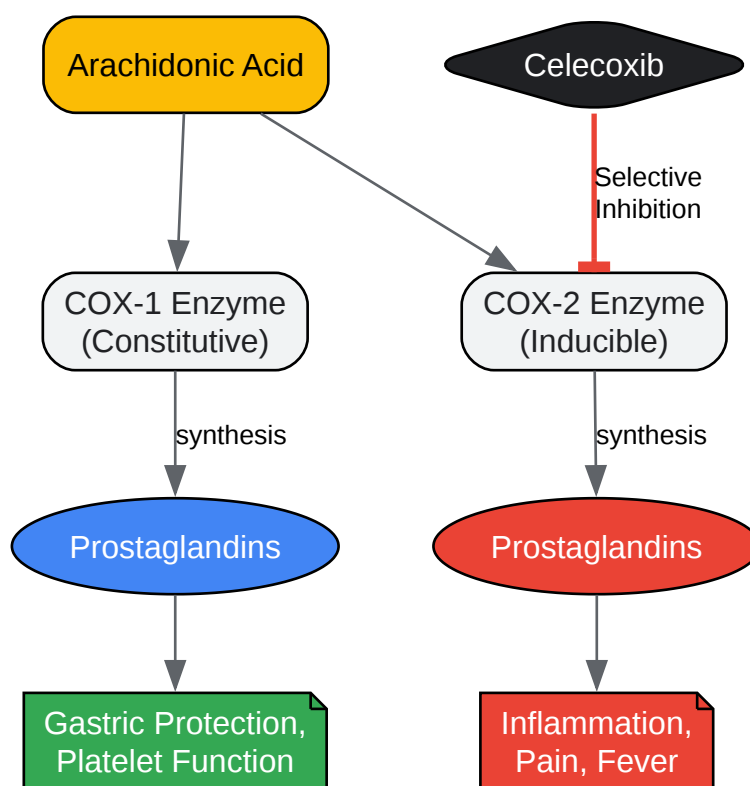 Arachidonic Acid
Celecoxib
Selective
Inhibition
COX-1 Enzyme
(Constitutive)
COX-2 Enzyme
(Inducible)
synthesis
synthesis
Prostaglandins
Prostaglandins
Gastric Protection,
Platelet Function
Inflammation,
Pain, Fever